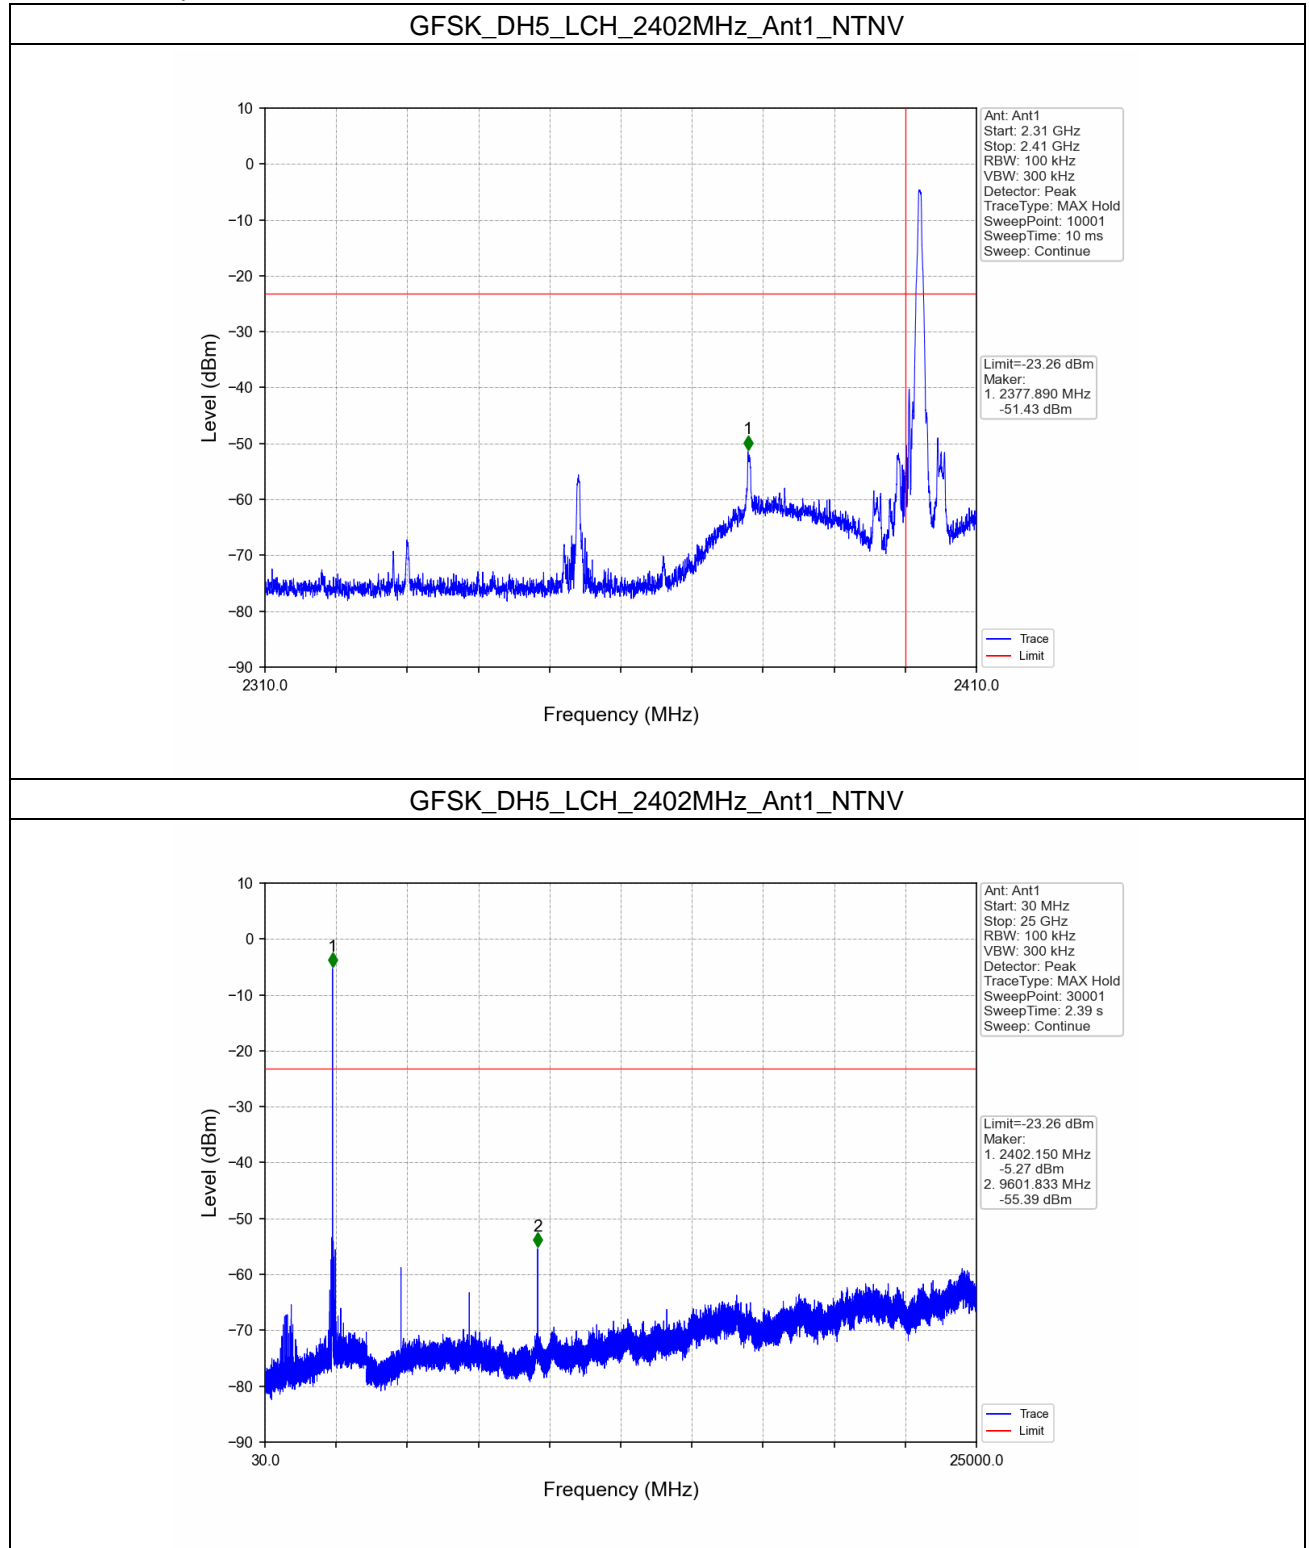 GFSK_DH5_LCH_2402MHz_Ant1_NTNV
10
0
−10
−20
−30
−40
−50
−60
−70
−80
−90
Level (dBm)
2310.0
2410.0
Frequency (MHz)
1
Ant: Ant1
Start: 2.31 GHz
Stop: 2.41 GHz
RBW: 100 kHz
VBW: 300 kHz
Detector: Peak
TraceType: MAX Hold
SweepPoint: 10001
SweepTime: 10 ms
Sweep: Continue
Limit=-23.26 dBm
Maker:
1. 2377.890 MHz
-51.43 dBm
Trace
Limit
GFSK_DH5_LCH_2402MHz_Ant1_NTNV
10
0
−10
−20
−30
−40
−50
−60
−70
−80
−90
Level (dBm)
30.0
25000.0
Frequency (MHz)
1
2
Ant: Ant1
Start: 30 MHz
Stop: 25 GHz
RBW: 100 kHz
VBW: 300 kHz
Detector: Peak
TraceType: MAX Hold
SweepPoint: 30001
SweepTime: 2.39 s
Sweep: Continue
Limit=-23.26 dBm
Maker:
1. 2402.150 MHz
-5.27 dBm
2. 9601.833 MHz
-55.39 dBm
Trace
Limit